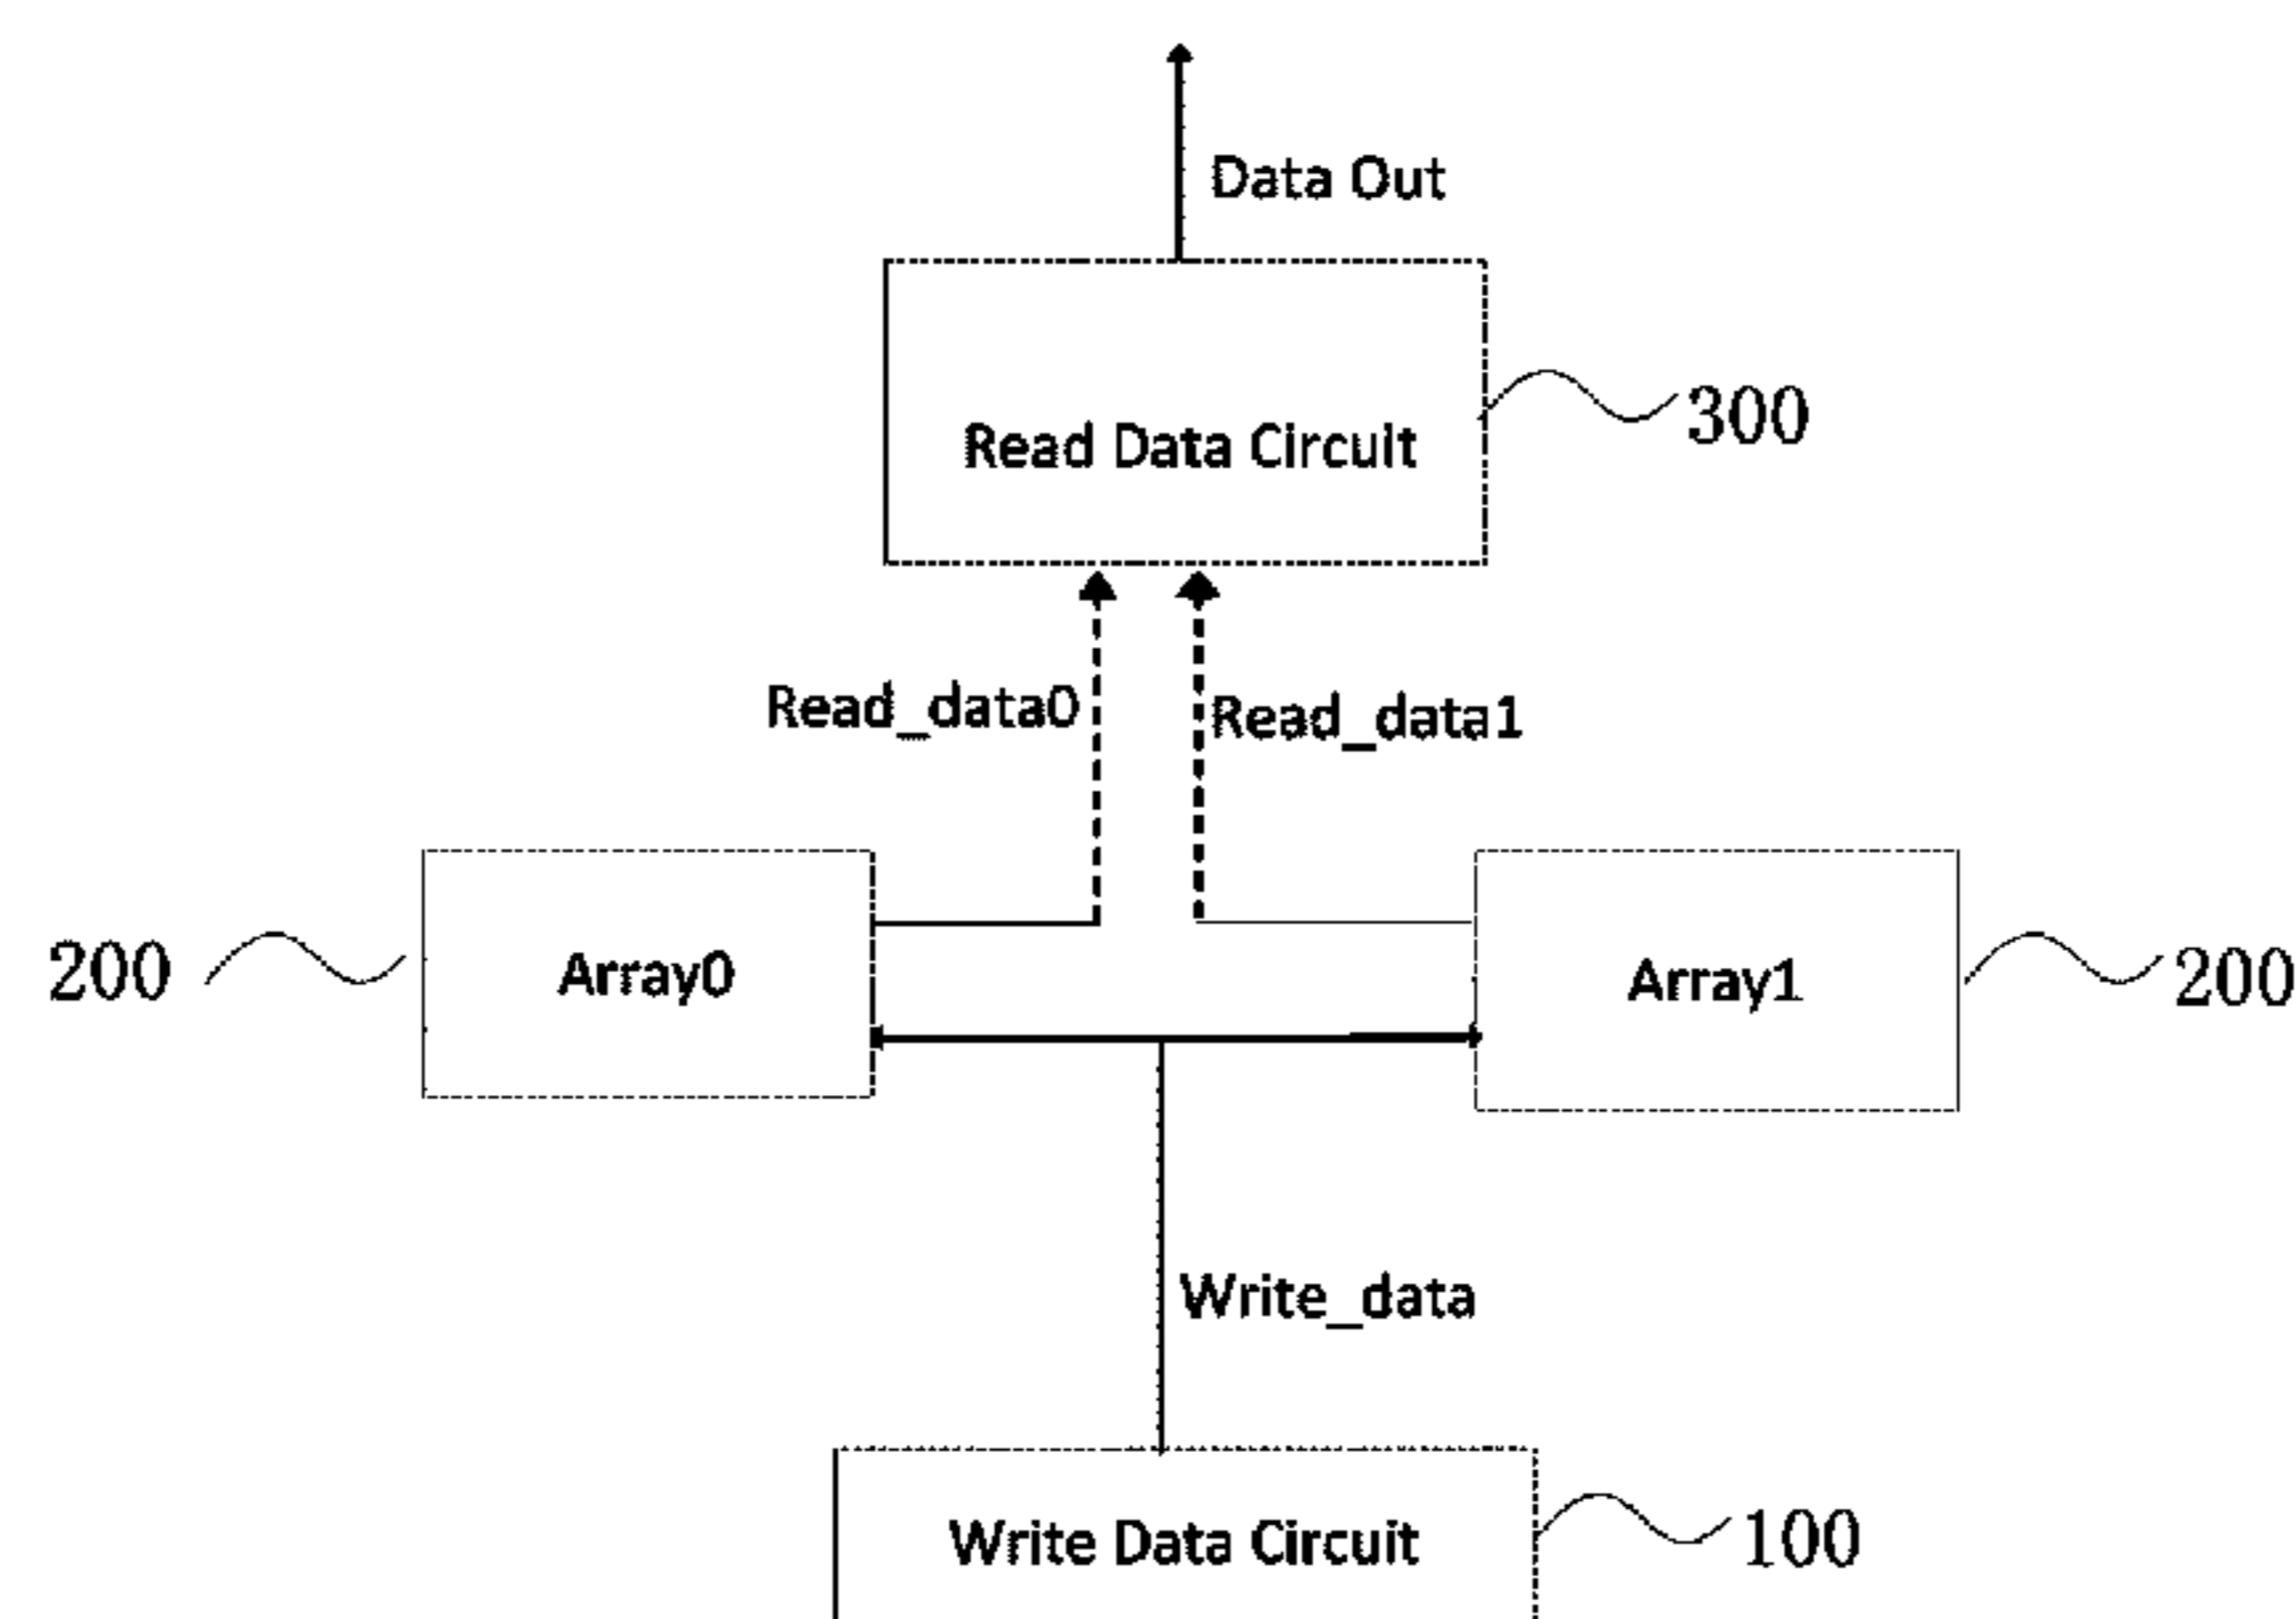 Data Out
Read Data Circuit
300
Read_data0
Read_data1
200
Array0
Array1
200
Write_data
Write Data Circuit
100